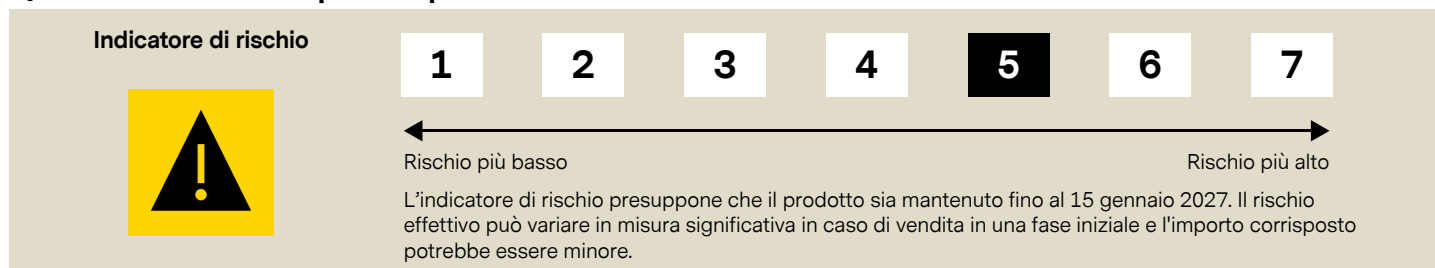 Indicatore di rischio
1 2 3 4 5 6 7
Rischio più basso Rischio più alto
L'indicatore di rischio presuppone che il prodotto sia mantenuto fino al 15 gennaio 2027. Il rischio
effettivo può variare in misura significativa in caso di vendita in una fase iniziale e l'importo corrisposto
potrebbe essere minore.